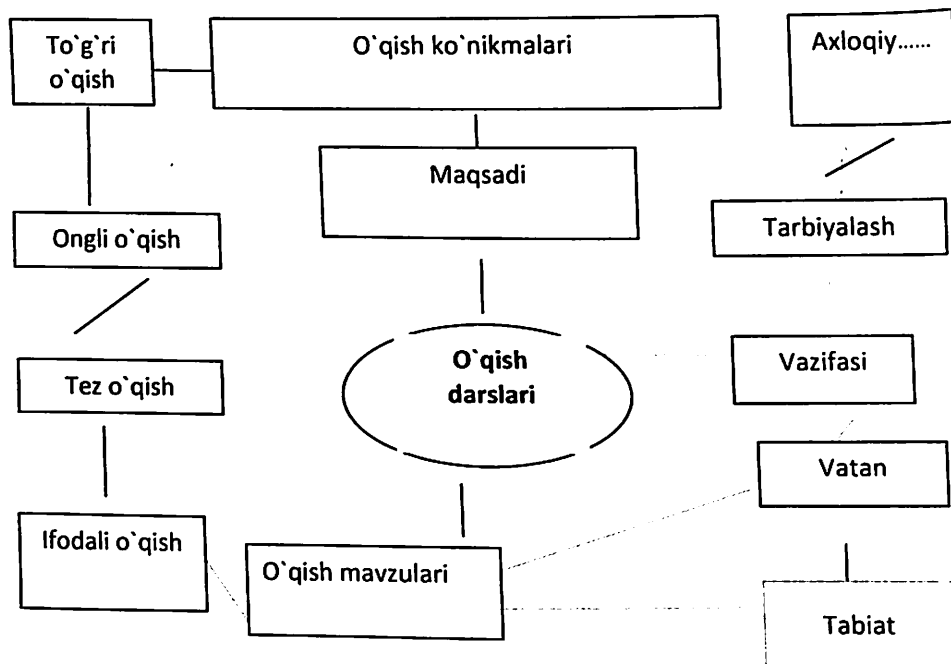 To`g`ri
o`qish
O`qish ko`nikmalari
Axloqiy......
Maqsadi
Ongli o`qish
Tarbiyalash
O`qish
darslari
Vazifasi
Tez o`qish
Vatan
Ifodali o`qish
O`qish mavzulari
Tabiat